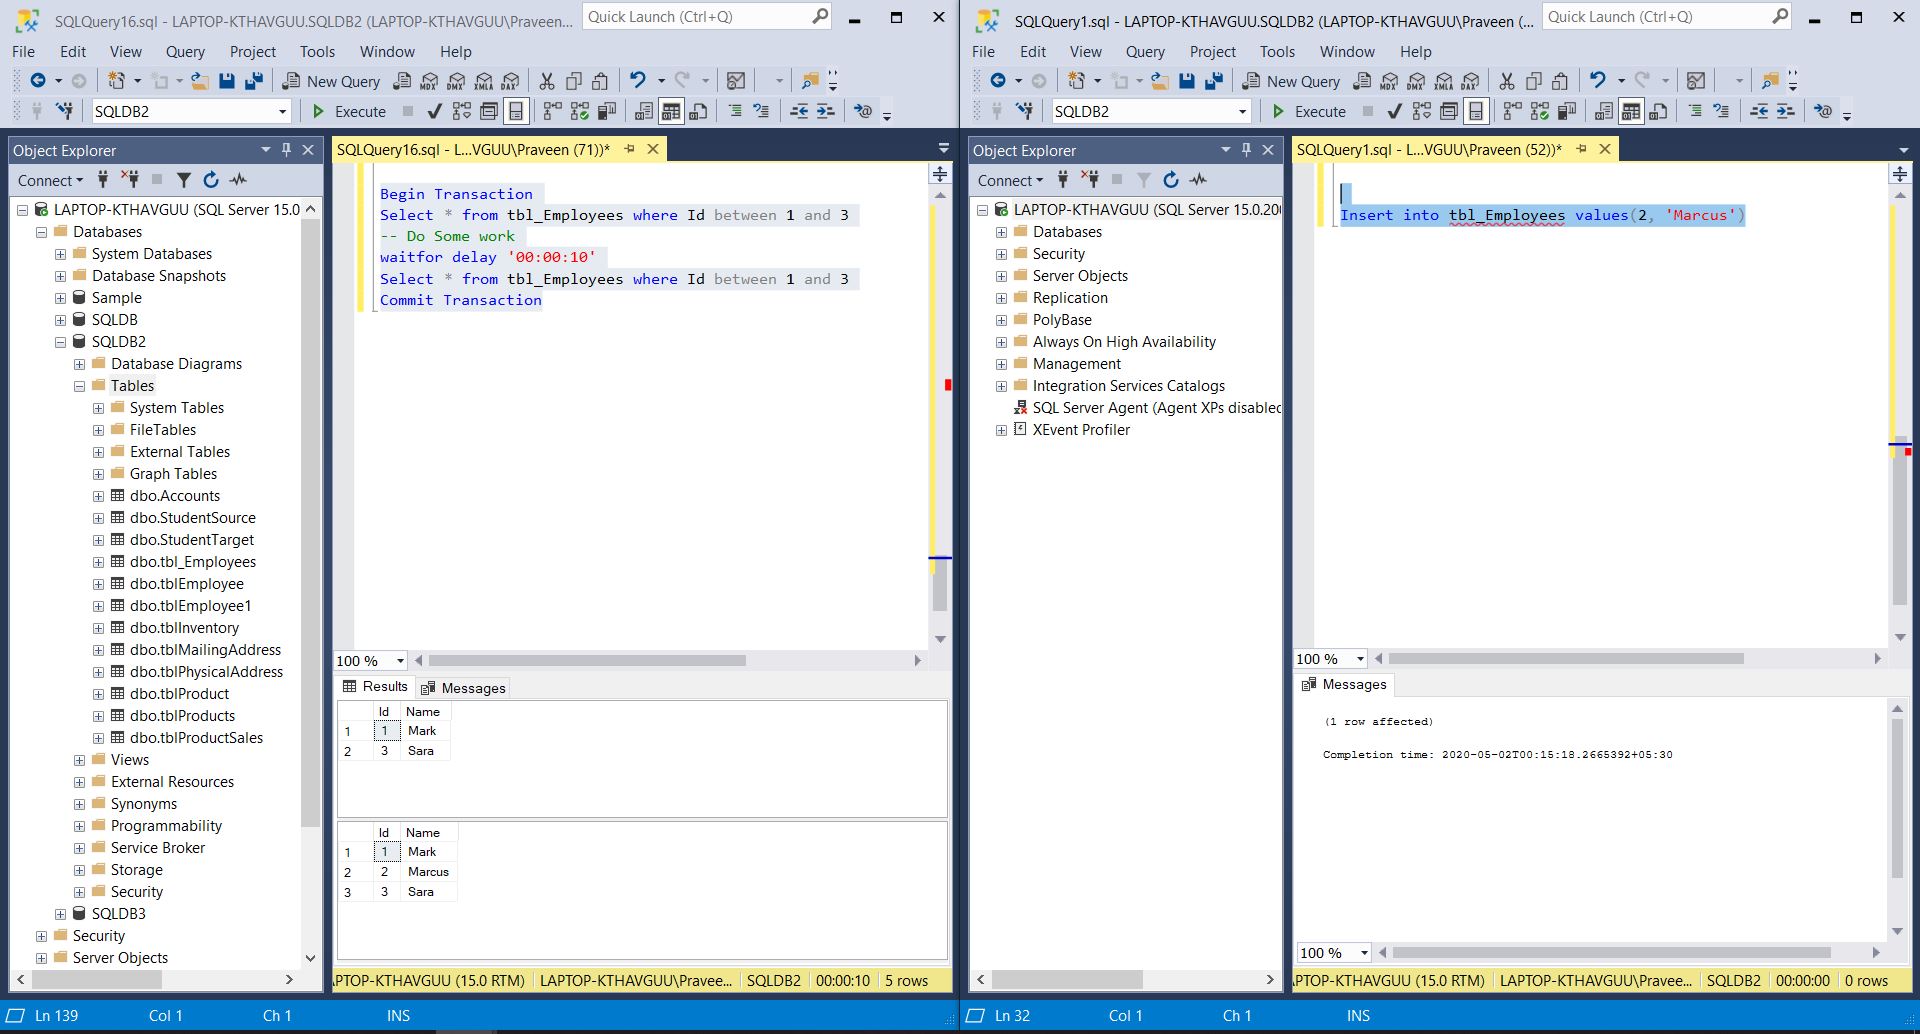 SQLQuery16.sql - LAPTOP-KTHAVGUU.SQLDB2 (LAPTOP-KTHAVGUU\Praveen...
Quick Launch (Ctrl+Q)
File Edit View Query Project Tools Window Help
New Query
MDX DMX XMLA DAX
SQLDB2
Execute
Object Explorer
Connect
LAPTOP-KTHAVGUU (SQL Server 15.0
Databases
System Databases
Database Snapshots
Sample
SQLDB
SQLDB2
Database Diagrams
Tables
System Tables
FileTables
External Tables
Graph Tables
dbo.Accounts
dbo.StudentSource
dbo.StudentTarget
dbo.tbl_Employees
dbo.tblEmployee
dbo.tblEmployee1
dbo.tblInventory
dbo.tblMailingAddress
dbo.tblPhysicalAddress
dbo.tblProduct
dbo.tblProducts
dbo.tblProductSales
Views
External Resources
Synonyms
Programmability
Service Broker
Storage
Security
SQLDB3
Security
Server Objects
SQLQuery16.sql - L...VGUU\Praveen (71))*
Begin Transaction
Select * from tbl_Employees where Id between 1 and 3
-- Do Some work
waitfor delay '00:00:10'
Select * from tbl_Employees where Id between 1 and 3
Commit Transaction
100 %
Results Messages
Id Name
1 1 Mark
2 3 Sara
Id Name
1 1 Mark
2 2 Marcus
3 3 Sara
PTOP-KTHAVGUU (15.0 RTM) LAPTOP-KTHAVGUU\Pravee... SQLDB2 00:00:10 5 rows
Ln 139 Col 1 Ch 1 INS
SQLQuery1.sql - LAPTOP-KTHAVGUU.SQLDB2 (LAPTOP-KTHAVGUU\Praveen (...
Quick Launch (Ctrl+Q)
File Edit View Query Project Tools Window Help
New Query
MDX DMX XMLA DAX
SQLDB2
Execute
Object Explorer
Connect
LAPTOP-KTHAVGUU (SQL Server 15.0.20
Databases
Security
Server Objects
Replication
PolyBase
Always On High Availability
Management
Integration Services Catalogs
SQL Server Agent (Agent XPs disablec
XEvent Profiler
SQLQuery1.sql - L...VGUU\Praveen (52))*
Insert into tbl_Employees values(2, 'Marcus')
100 %
Messages
(1 row affected)
Completion time: 2020-05-02T00:15:18.2665392+05:30
100 %
PTOP-KTHAVGUU (15.0 RTM) LAPTOP-KTHAVGUU\Pravee... SQLDB2 00:00:00 0 rows
Ln 32 Col 1 Ch 1 INS